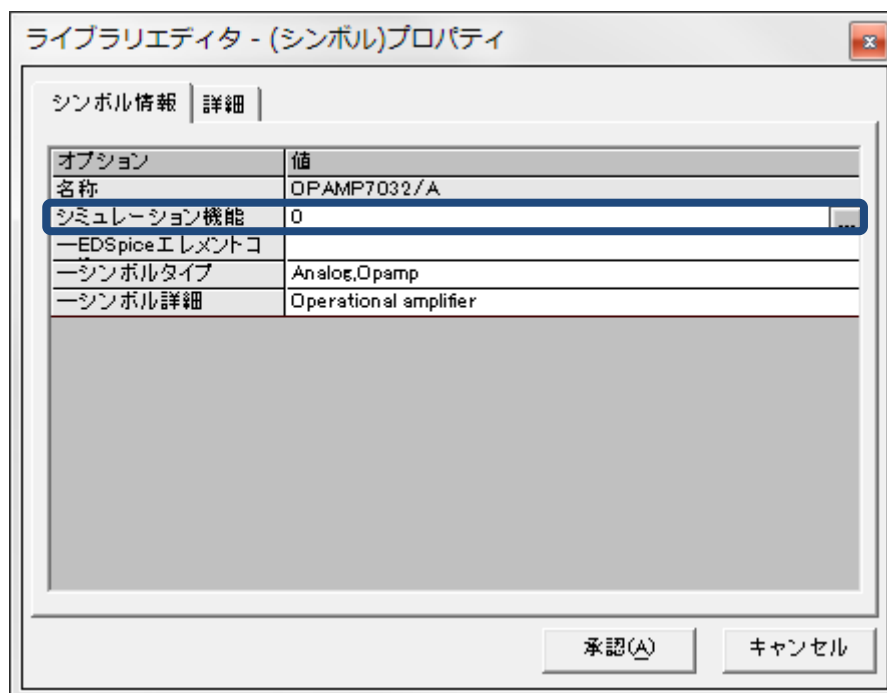 ライブラリエディタ - (シンボル)プロパティ
シンボル情報 詳細
オプション 値
名称 OPAMP7032/A
シミュレーション機能 0 ...
―EDSpiceエレメントコ
―シンボルタイプ Analog,Opamp
―シンボル詳細 Operational amplifier
承認(A) キャンセル